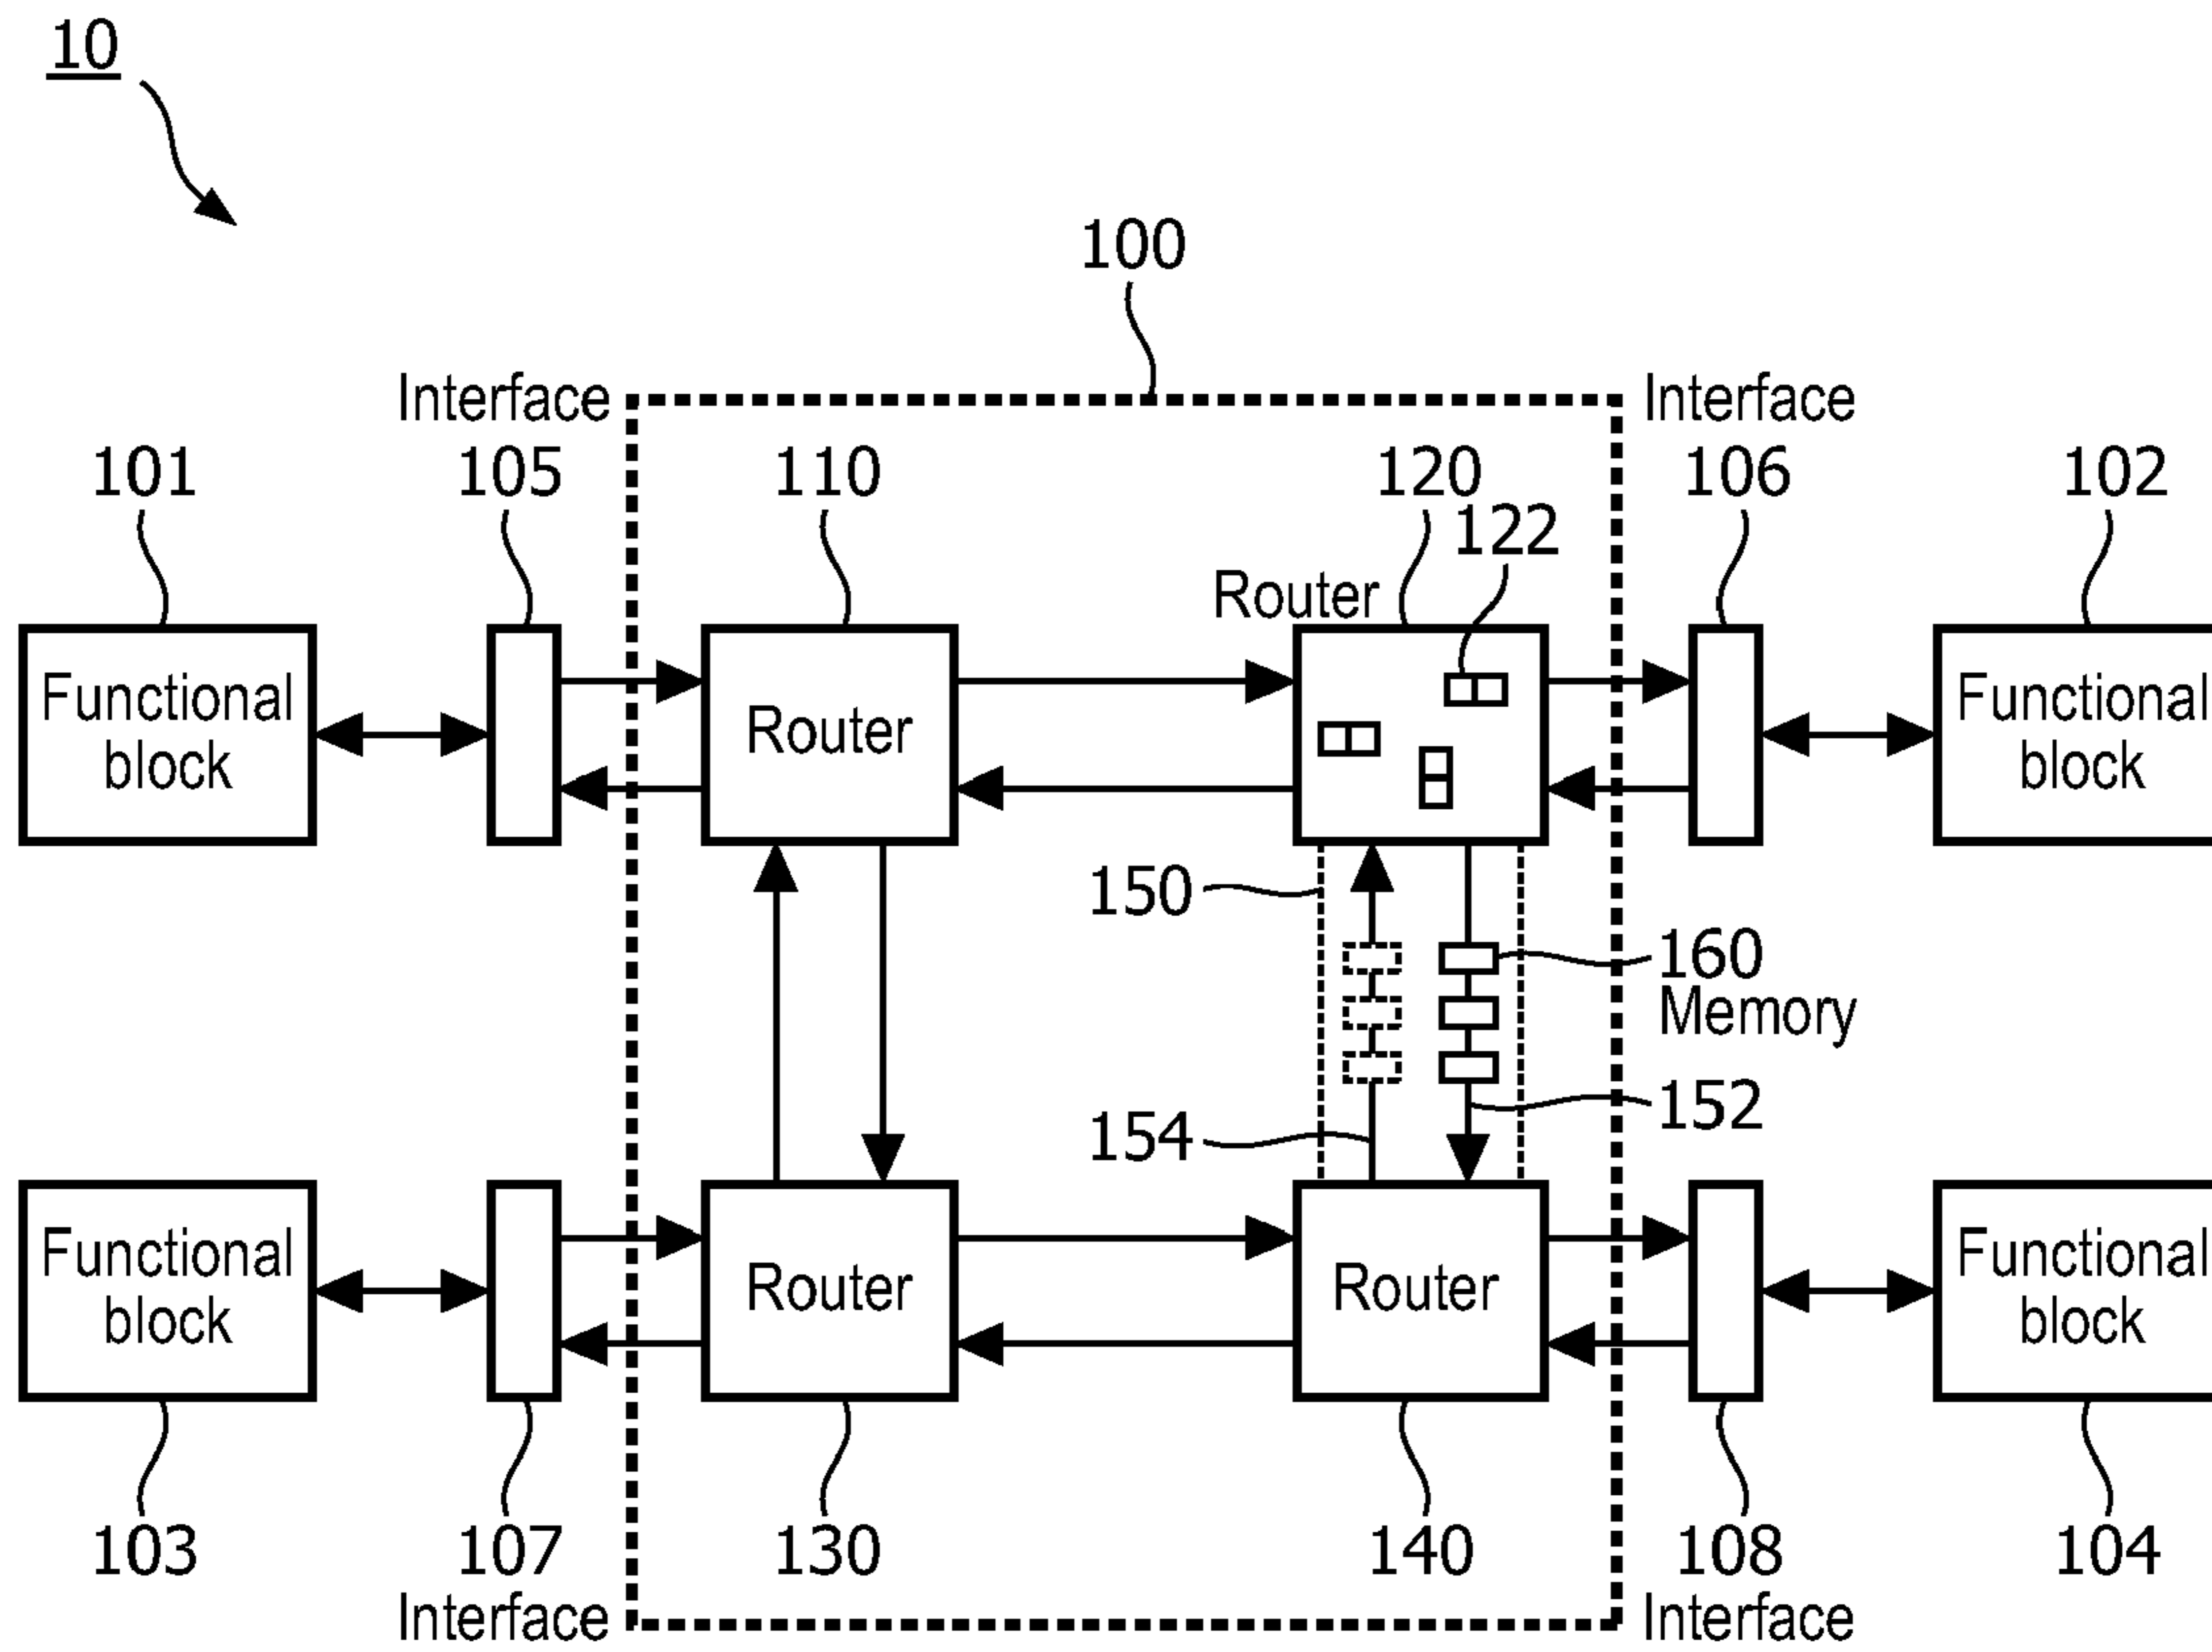 10
100
Interface
Interface
101
105
110
120
106
102
122
Router
Functional
block
Router
Functional
block
150
160
Memory
152
154
Functional
block
Router
Router
Functional
block
103
107
130
140
108
104
Interface
Interface